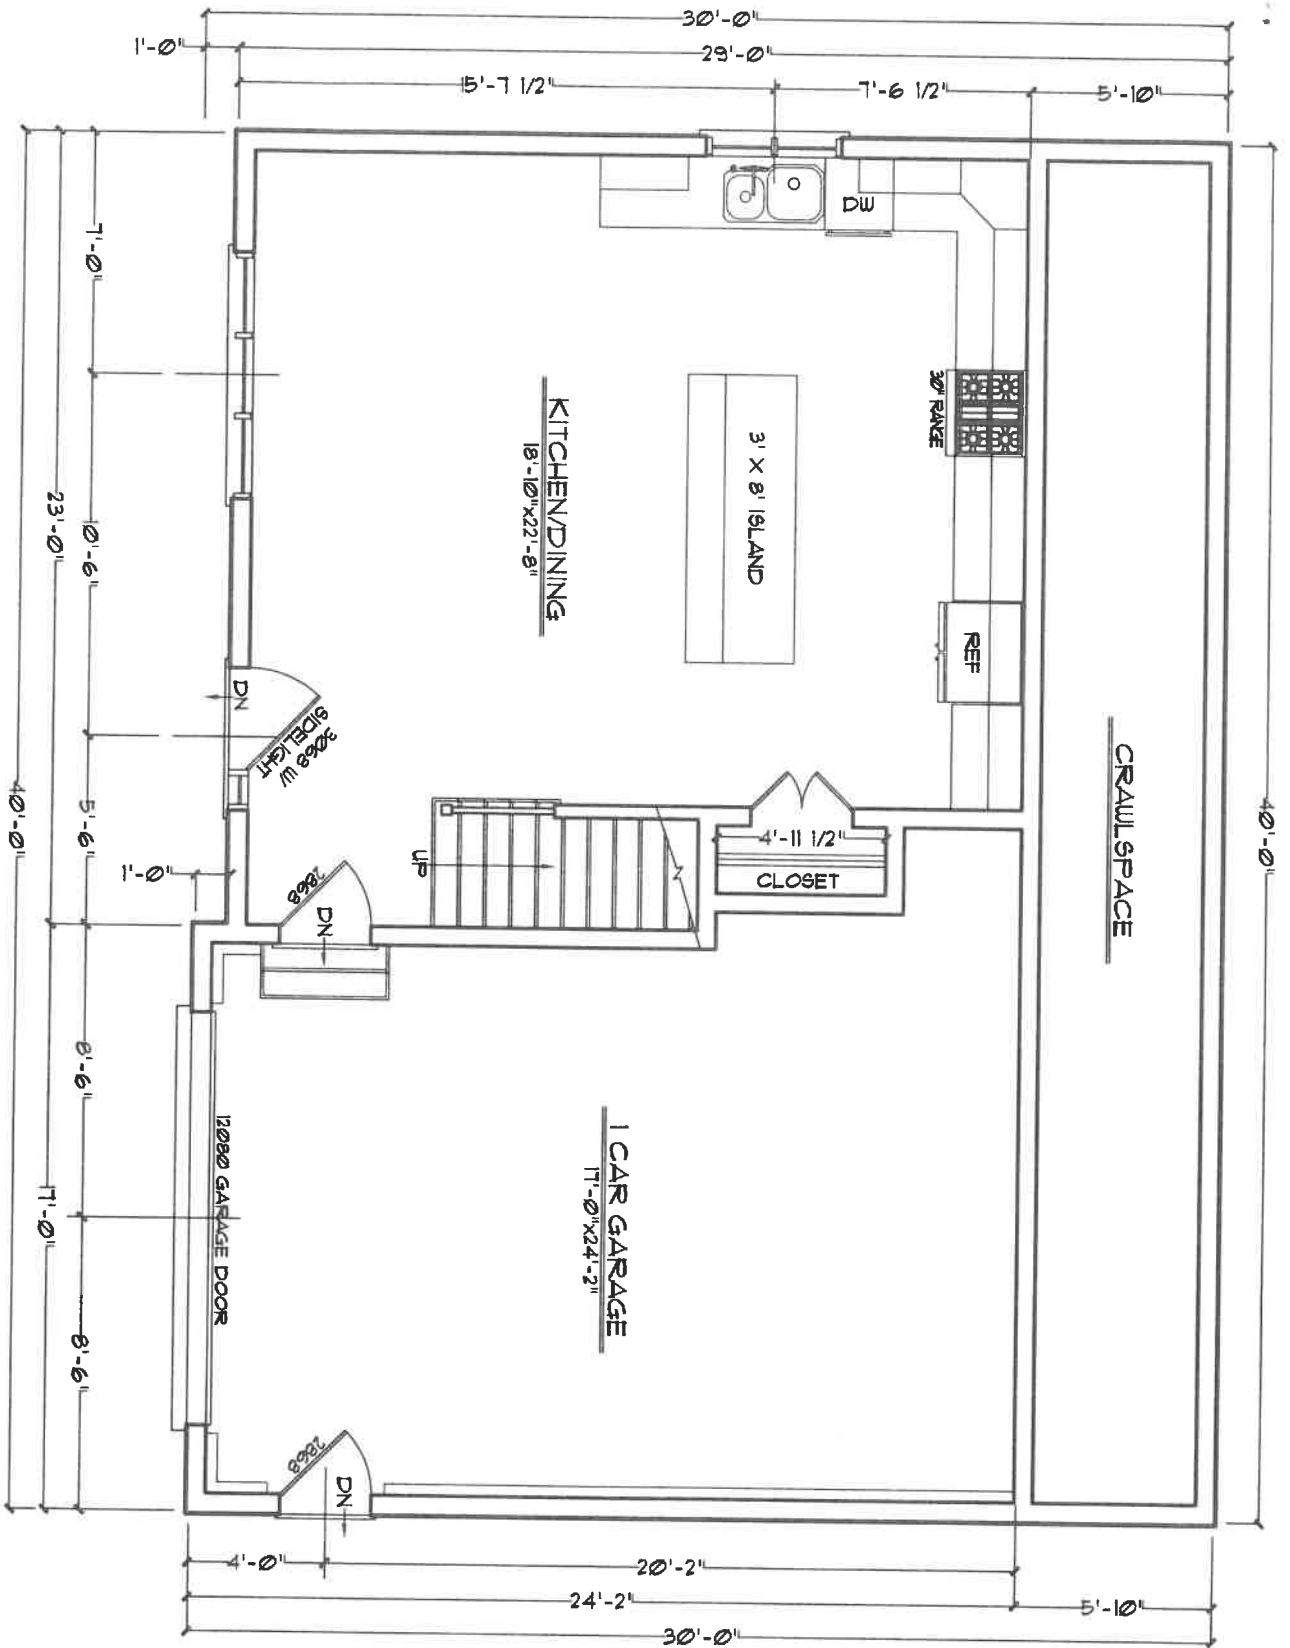 30'-0"
29'-0"
1'-0"
15'-7 1/2"
7'-6 1/2"
5'-10"
DW
7'-0"
30" RANGE
KITCHEN/DINING
18'-10"x22'-8"
3' X 8' ISLAND
23'-0"
10'-6"
REF
DN
3068 W/
SIDELIGHT
CRAWLSPACE
40'-0"
40'-0"
5'-6"
4'-11 1/2"
CLOSET
UP
1'-0"
2868
DN
8'-6"
12080 GARAGE DOOR
1 CAR GARAGE
17'-0"x24'-2"
17'-0"
8'-6"
2868
DN
4'-0"
20'-2"
24'-2"
5'-10"
30'-0"